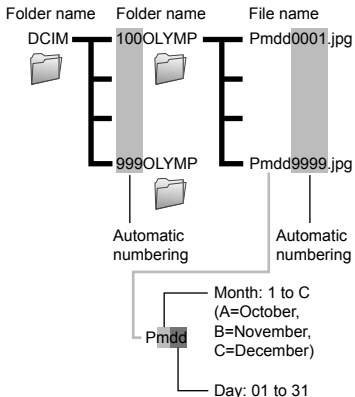 Folder name Folder name File name
DCIM 100OLYMP Pmdd0001.jpg
999OLYMP Pmdd9999.jpg
Automatic numbering Automatic numbering
Pmdd
Month: 1 to C
(A=October,
B=November,
C=December)
Day: 01 to 31